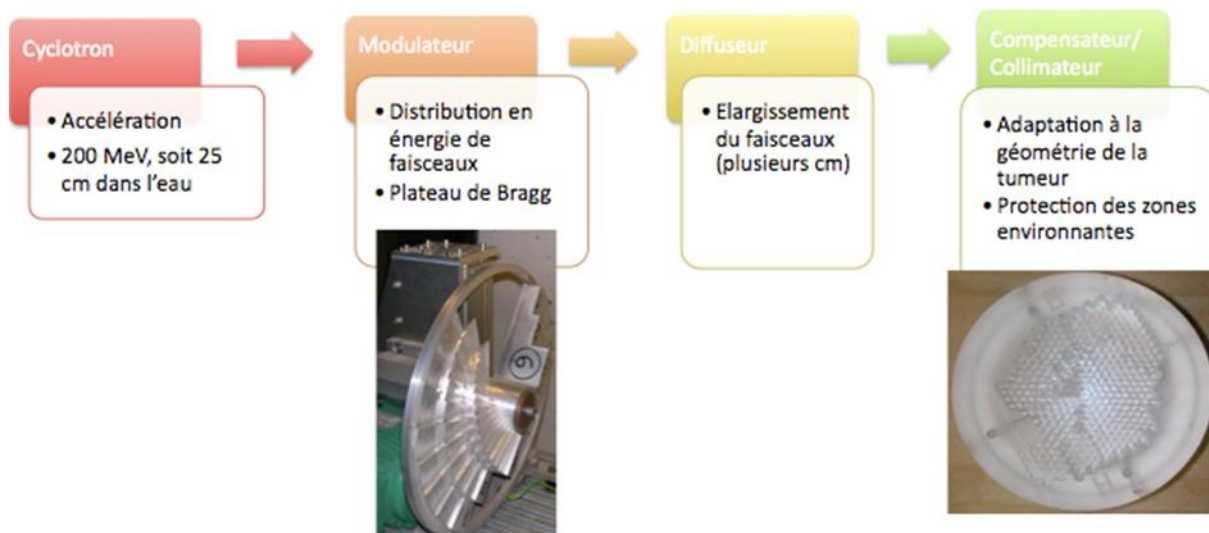 Cyclotron
• Accélération
• 200 MeV, soit 25
cm dans l'eau
Modulateur
• Distribution en
énergie de
faisceaux
• Plateau de Bragg
6
Diffuseur
• Elargissement
du faisceaux
(plusieurs cm)
Compensateur/
Collimateur
• Adaptation à la
géométrie de la
tumeur
• Protection des zones
environnantes